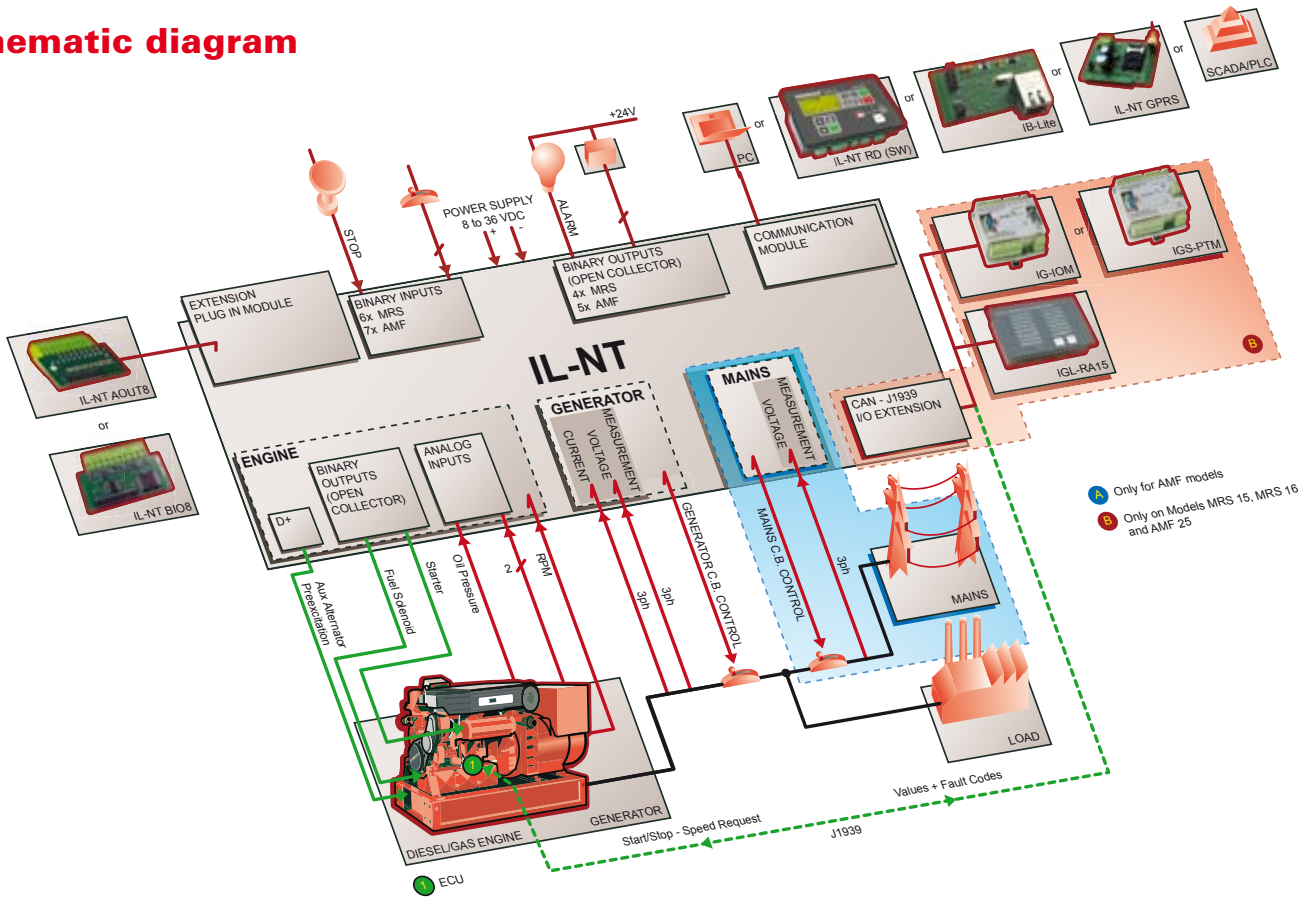 nematic diagram
SCADA/PLC
or
IL-NT GPRS
or
IB-Lite
or
IL-NT RD (SW)
or
PC
+24V
ALARM
POWER SUPPLY
8 to 36 VDC
+ -
STOP
COMMUNICATION
MODULE
BINARY OUTPUTS
(OPEN COLLECTOR)
4x MRS
5x AMF
BINARY INPUTS
6x MRS
7x AMF
EXTENSION
PLUG IN MODULE
IG-IOM
or
IGS-PTM
IGL-RA15
B
IL-NT AOUT8
or
IL-NT BIO8
IL-NT
MAINS
VOLTAGE
MEASUREMENT
CAN - J1939
I/O EXTENSION
GENERATOR
CURRENT
VOLTAGE
MEASUREMENT
ENGINE
D+
BINARY
OUTPUTS
(OPEN
COLLECTOR)
ANALOG
INPUTS
A Only for AMF models
B Only on Models MRS 15, MRS 16
and AMF 25
Aux Alternator
Preexcitation
Fuel Solenoid
Starter
Oil Pressure
2
RPM
3ph
3ph
GENERATOR C.B. CONTROL
MAINS C.B. CONTROL
3ph
MAINS
LOAD
1
GENERATOR
DIESEL/GAS ENGINE
Start/Stop - Speed Request
J1939
Values + Fault Codes
1 ECU